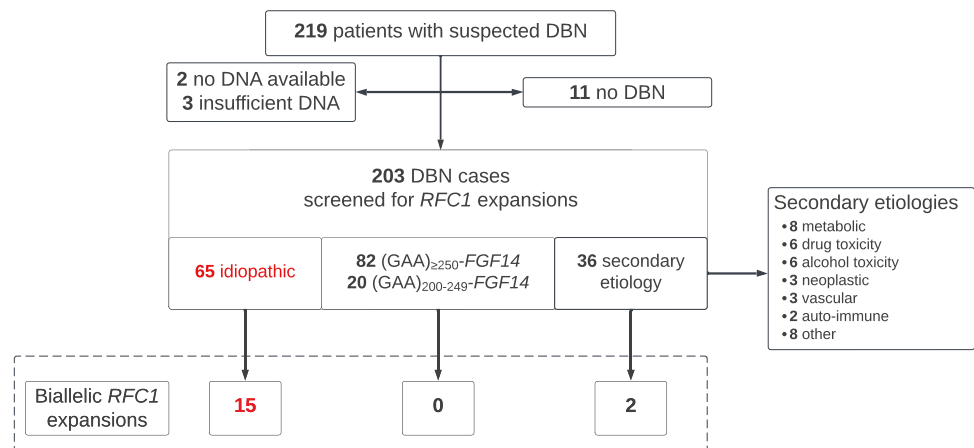 219 patients with suspected DBN
2 no DNA available
3 insufficient DNA
11 no DBN
203 DBN cases
screened for RFC1 expansions
65 idiopathic
82 (GAA)≥250-FGF14
20 (GAA)200-249-FGF14
36 secondary
etiology
Secondary etiologies
• 8 metabolic
• 6 drug toxicity
• 6 alcohol toxicity
• 3 neoplastic
• 3 vascular
• 2 auto-immune
• 8 other
Biallelic RFC1
expansions
15
0
2